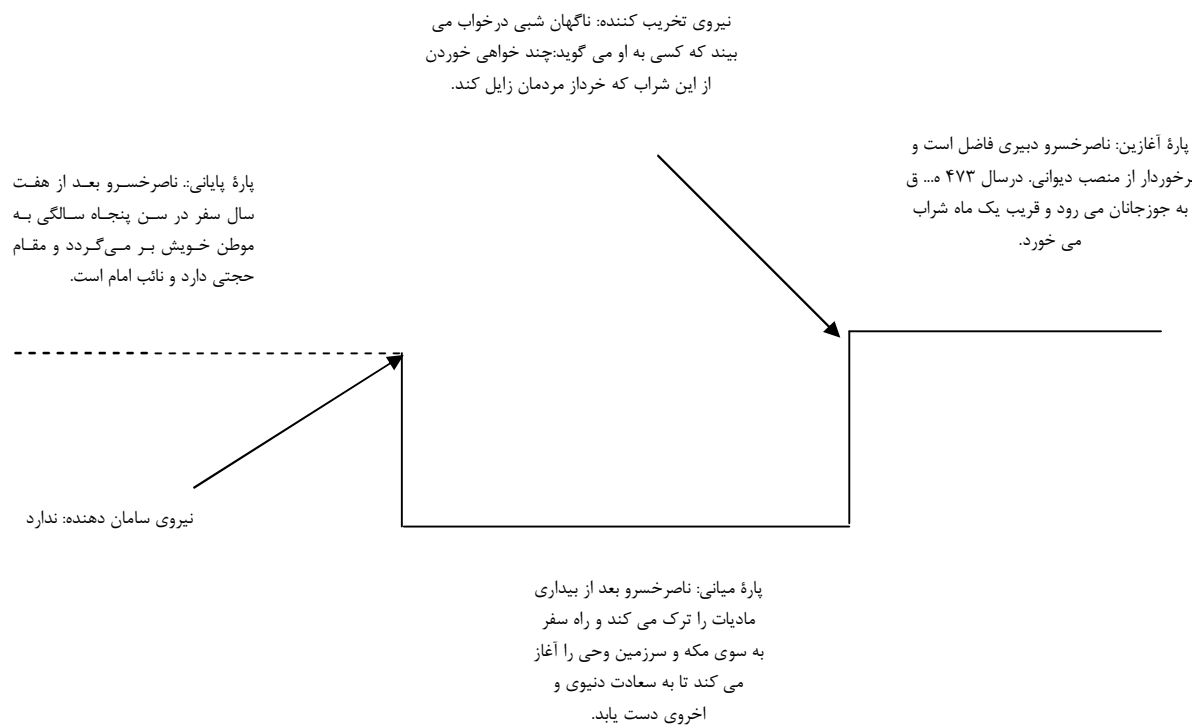 نیروی تخریب کننده: ناگهان شبی درخواب می
بیند که کسی به او می گوید:چند خواهی خوردن
از این شراب که خرداز مردمان زایل کند.
پارۀ آغازین: ناصرخسرو دبیری فاضل است و
برخوردار از منصب دیوانی. درسال ۴۷۳ ه... ق
به جوزجانان می رود و قریب یک ماه شراب
می خورد.
پارۀ پایانی:. ناصرخسرو بعد از هفت
سال سفر در سن پنجاه سالگی به
موطن خویش بر می‌گردد و مقام
حجتی دارد و نائب امام است.
نیروی سامان دهنده: ندارد
پارۀ میانی: ناصرخسرو بعد از بیداری
مادیات را ترک می کند و راه سفر
به سوی مکه و سرزمین وحی را آغاز
می کند تا به سعادت دنیوی و
اخروی دست یابد.